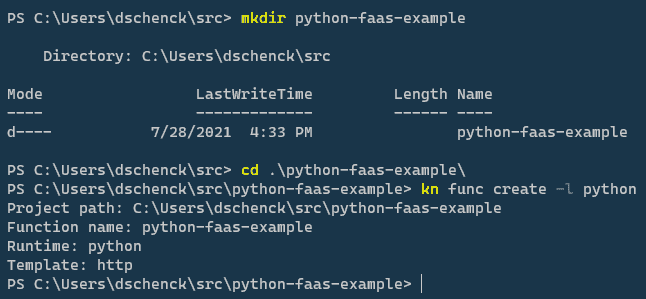 PS C:\Users\dschenck\src> mkdir python-faas-example
Directory: C:\Users\dschenck\src
Mode LastWriteTime Length Name
---- ------------- ------ ----
d---- 7/28/2021 4:33 PM python-faas-example
PS C:\Users\dschenck\src> cd .\python-faas-example\
PS C:\Users\dschenck\src\python-faas-example> kn func create -l python
Project path: C:\Users\dschenck\src\python-faas-example
Function name: python-faas-example
Runtime: python
Template: http
PS C:\Users\dschenck\src\python-faas-example>